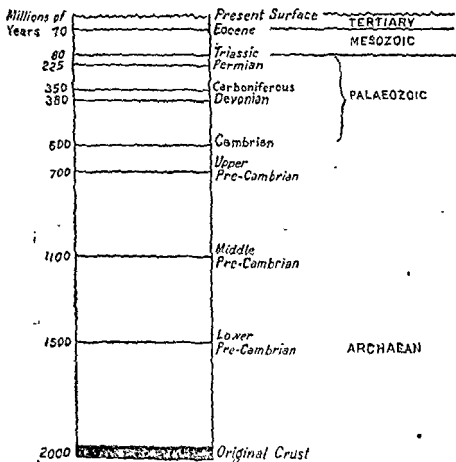 Millions of Present Surface
Years 70 Eocene TERTIARY
MESOZOIC
80 Triassic
225 Permian
350 Carboniferous PALAEOZOIC
380 Devonian
600 Cambrian
700 Upper
Pre-Cambrian
1100 Middle
Pre-Cambrian
1500 Lower
Pre-Cambrian ARCHAEAN
2000 Original Crust